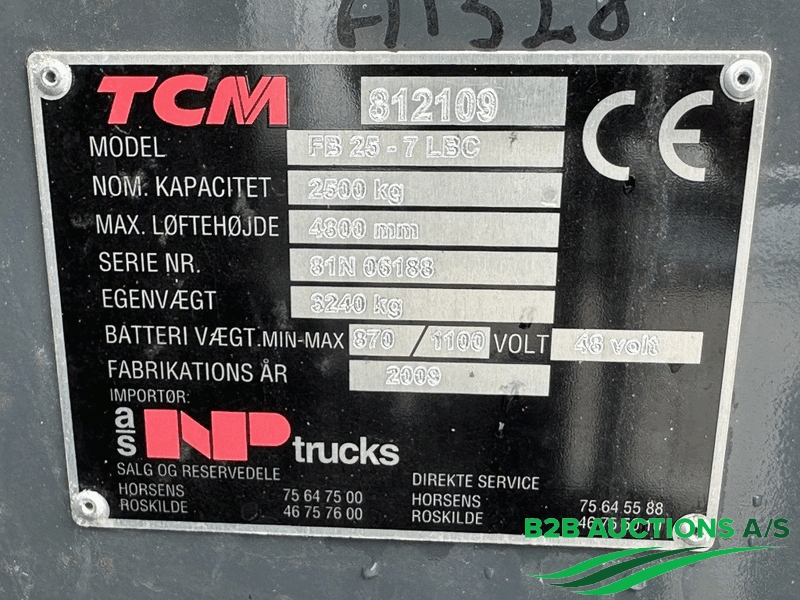 A1328
TCM 812109
CE
MODEL FB 25 - 7 LBC
NOM. KAPACITET 2500 kg
MAX. LØFTEHØJDE 4800 mm
SERIE NR. 81N 06188
EGENVÆGT 3240 kg
BATTERI VÆGT.MIN-MAX 870 / 1100 VOLT 48 volt
FABRIKATIONS ÅR 2009
IMPORTØR:
a/s NP trucks
SALG OG RESERVEDELE
HORSENS 75 64 75 00
ROSKILDE 46 75 76 00
DIREKTE SERVICE
HORSENS 75 64 55 88
ROSKILDE
B2B AUCTIONS A/S